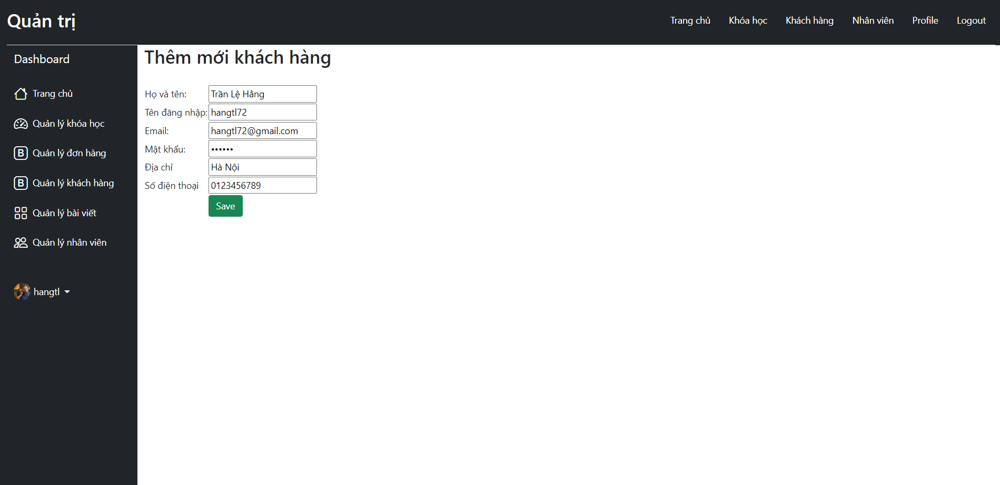 Quản trị
Trang chủ Khóa học Khách hàng Nhân viên Profile Logout
Dashboard
Trang chủ
Quản lý khóa học
Quản lý đơn hàng
Quản lý khách hàng
Quản lý bài viết
Quản lý nhân viên
hangtl
Thêm mới khách hàng
Họ và tên: Trần Lệ Hằng
Tên đăng nhập: hangtl72
Email: hangtl72@gmail.com
Mật khẩu: ••••••
Địa chỉ Hà Nội
Số điện thoại 0123456789
Save